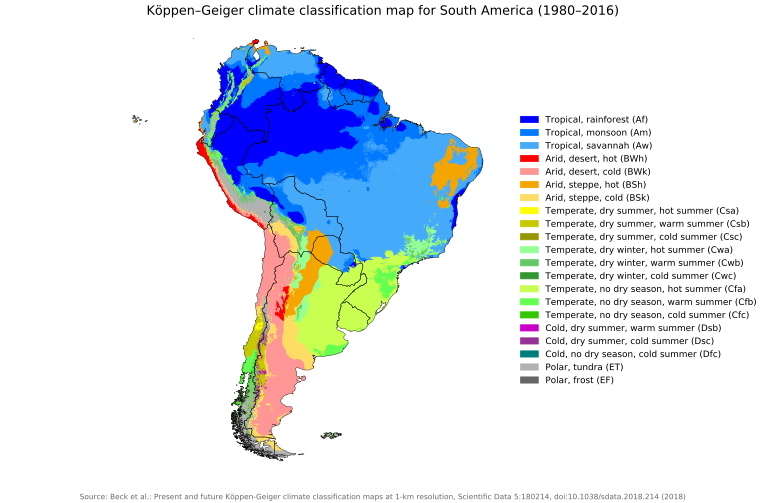 Köppen–Geiger climate classification map for South America (1980–2016)
Tropical, rainforest (Af)
Tropical, monsoon (Am)
Tropical, savannah (Aw)
Arid, desert, hot (BWh)
Arid, desert, cold (BWk)
Arid, steppe, hot (BSh)
Arid, steppe, cold (BSk)
Temperate, dry summer, hot summer (Csa)
Temperate, dry summer, warm summer (Csb)
Temperate, dry summer, cold summer (Csc)
Temperate, dry winter, hot summer (Cwa)
Temperate, dry winter, warm summer (Cwb)
Temperate, dry winter, cold summer (Cwc)
Temperate, no dry season, hot summer (Cfa)
Temperate, no dry season, warm summer (Cfb)
Temperate, no dry season, cold summer (Cfc)
Cold, dry summer, warm summer (Dsb)
Cold, dry summer, cold summer (Dsc)
Cold, no dry season, cold summer (Dfc)
Polar, tundra (ET)
Polar, frost (EF)
Source: Beck et al.: Present and future Köppen-Geiger climate classification maps at 1-km resolution, Scientific Data 5:180214, doi:10.1038/sdata.2018.214 (2018)